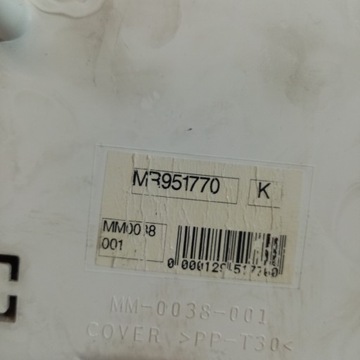 MR951770 K
MM0038
001
MM-0038-001
COVER >PP-T30<